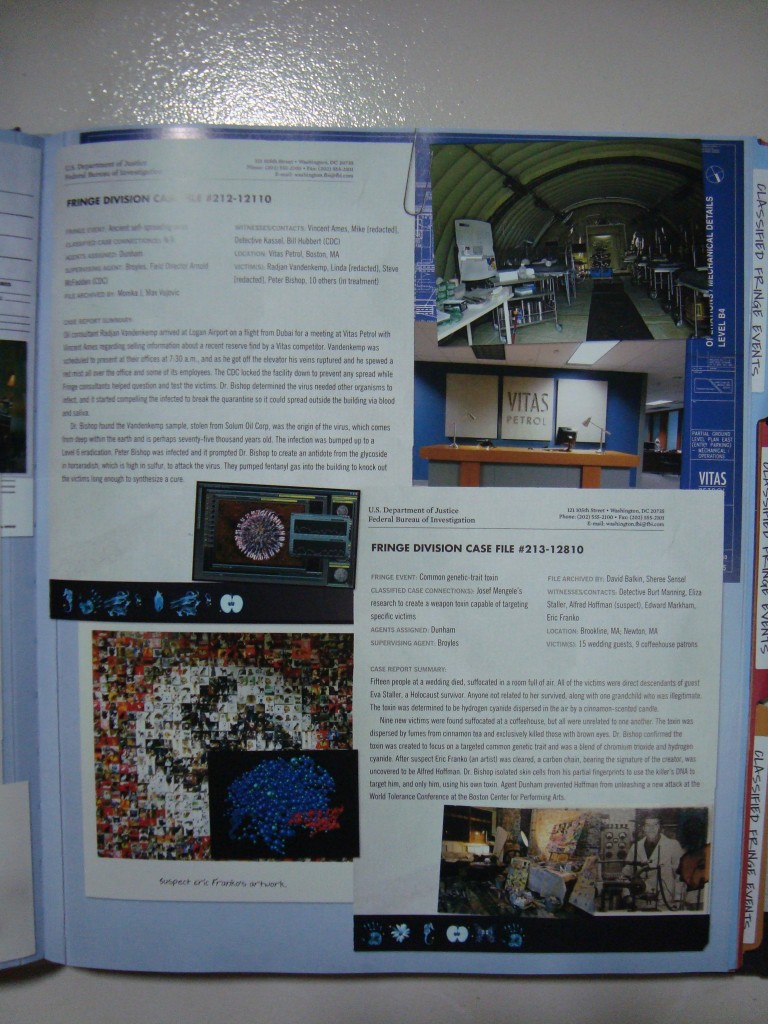 U.S. Department of Justice
Federal Bureau of Investigation
FRINGE DIVISION CASE FILE #212-12110
FRINGE EVENT: Ancient self-spreading
CLASSIFIED CASE CONNECTION(S): N/A
AGENTS ASSIGNED: Dunham
SUPERVISING AGENT: Broyles, Field Director Arnold
McFadden (CDC)
FILE ARCHIVED BY: Monika J, Max Vujovic
WITNESSES/CONTACTS: Vincent Ames, Mike [redacted],
Detective Kassel, Bill Hubbert (CDC)
LOCATION: Vitas Petrol, Boston, MA
VICTIM(S): Radjan Vandenkemp, Linda [redacted], Steve
[redacted], Peter Bishop, 10 others (in treatment)
CASE REPORT SUMMARY:
Oil consultant Radjan Vandenkemp arrived at Logan Airport on a flight from Dubai for a meeting at Vitas Petrol with
Vincent Ames regarding selling information about a recent reserve find by a Vitas competitor. Vandenkemp was
scheduled to present at their offices at 7:30 a.m., and as he got off the elevator his veins ruptured and he spewed a
red mist all over the office and some of its employees. The CDC locked the facility down to prevent any spread while
Fringe consultants helped question and test the victims. Dr. Bishop determined the virus needed other organisms to
infect, and it started compelling the infected to break the quarantine so it could spread outside the building via blood
and saliva.
Dr. Bishop found the Vandenkemp sample, stolen from Solum Oil Corp, was the origin of the virus, which comes
from deep within the earth and is perhaps seventy-five thousand years old. The infection was bumped up to a
Level 6 eradication. Peter Bishop was infected and it prompted Dr. Bishop to create an antidote from the glycoside
in horseradish, which is high in sulfur, to attack the virus. They pumped fentanyl gas into the building to knock out
the victims long enough to synthesize a cure.
MECHANICAL DETAILS
LEVEL B4
VITAS
PETROL
PARTIAL GROUND
LEVEL PLAN EAST
(ENTRY PARKING)
- MECHANICAL -
OPERATIONS
VITAS
PETROL
U.S. Department of Justice
Federal Bureau of Investigation
FRINGE DIVISION CASE FILE #213-12810
FRINGE EVENT: Common genetic-trait toxin
CLASSIFIED CASE CONNECTION(S): Josef Mengele's
research to create a weapon toxin capable of targeting
specific victims
AGENTS ASSIGNED: Dunham
SUPERVISING AGENT: Broyles
FILE ARCHIVED BY: David Balkin, Sheree Sensel
WITNESSES/CONTACTS: Detective Burt Manning, Eliza
Staller, Alfred Hoffman (suspect), Edward Markham,
Eric Franko
LOCATION: Brookline, MA; Newton, MA
VICTIM(S): 15 wedding guests, 9 coffeehouse patrons
CASE REPORT SUMMARY:
Fifteen people at a wedding died, suffocated in a room full of air. All of the victims were direct descendants of guest
Eva Staller, a Holocaust survivor. Anyone not related to her survived, along with one grandchild who was illegitimate.
The toxin was determined to be hydrogen cyanide dispersed in the air by a cinnamon-scented candle.
Nine new victims were found suffocated at a coffeehouse, but all were unrelated to one another. The toxin was
dispersed by fumes from cinnamon tea and exclusively killed those with brown eyes. Dr. Bishop confirmed the
toxin was created to focus on a targeted common genetic trait and was a blend of chromium trioxide and hydrogen
cyanide. After suspect Eric Franko (an artist) was cleared, a carbon chain, bearing the signature of the creator, was
uncovered to be Alfred Hoffman. Dr. Bishop isolated skin cells from his partial fingerprints to use the killer's DNA to
target him, and only him, using his own toxin. Agent Dunham prevented Hoffman from unleashing a new attack at the
World Tolerance Conference at the Boston Center for Performing Arts.
Suspect Eric Franko's artwork.
CLASSIFIED FRINGE EVENTS
CLASSIFIED FRINGE EVENTS
CLASSIFIED FRINGE EVENTS